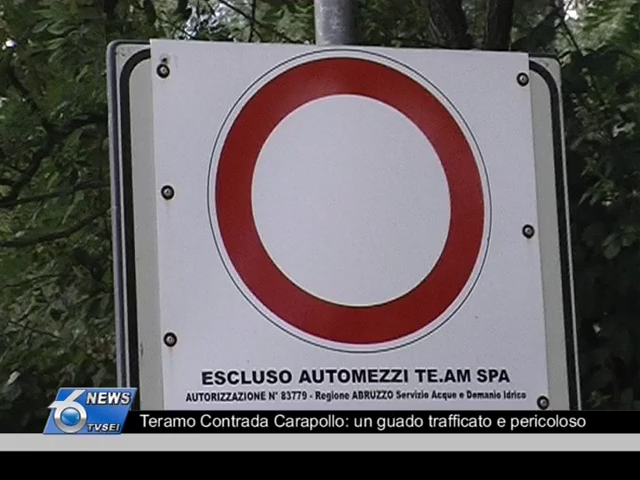 ESCLUSO AUTOMEZZI TE.AM SPA
AUTORIZZAZIONE N° 83779 - Regione ABRUZZO Servizio Acque e Demanio Idrico
6 NEWS
TVSEI
Teramo Contrada Carapollo: un guado trafficato e pericoloso